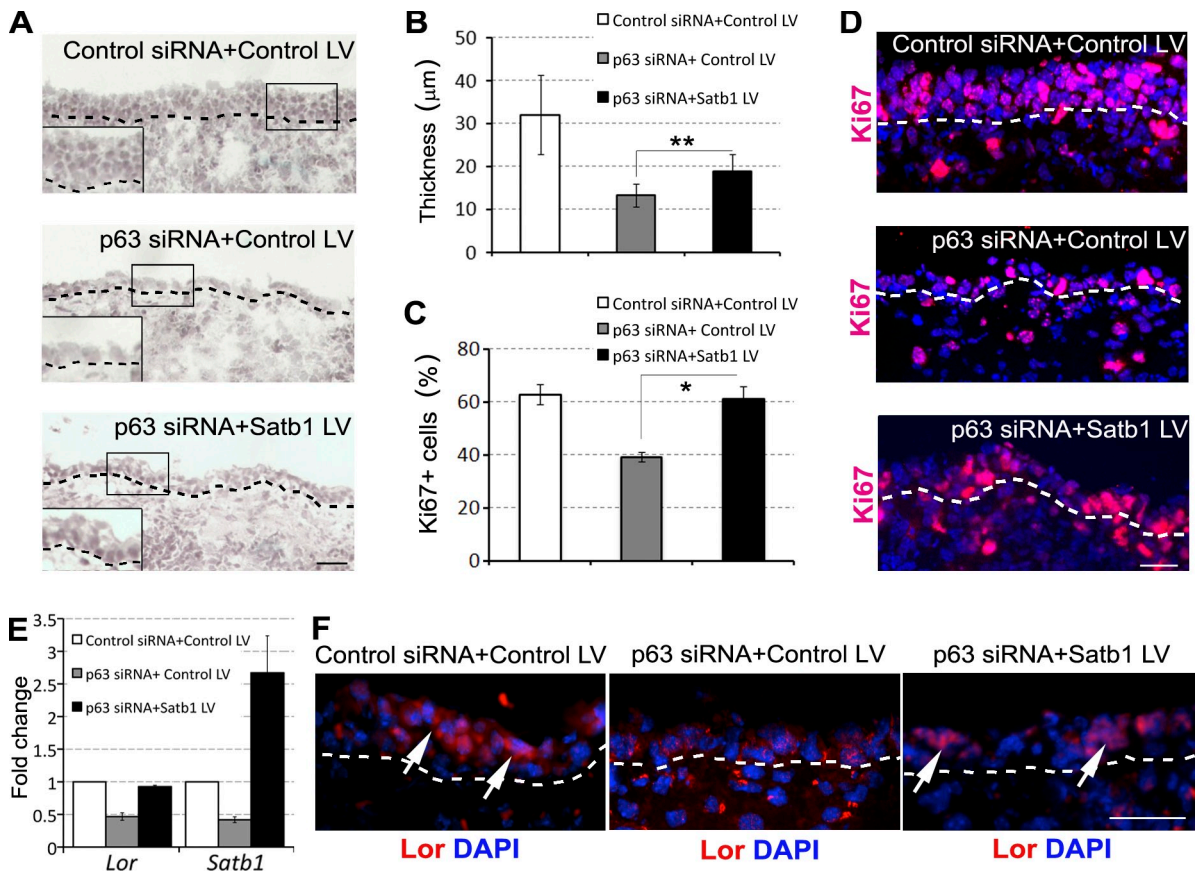 A
Control siRNA+Control LV
p63 siRNA+Control LV
p63 siRNA+Satb1 LV
B
Control siRNA+Control LV
p63 siRNA+ Control LV
p63 siRNA+Satb1 LV
Thickness (μm)
50
40
30
20
10
0
**
C
Control siRNA+Control LV
p63 siRNA+ Control LV
p63 siRNA+Satb1 LV
Ki67+ cells (%)
80
60
40
20
0
*
D
Control siRNA+Control LV
Ki67
p63 siRNA+Control LV
Ki67
p63 siRNA+Satb1 LV
Ki67
E
Fold change
3.5
3
2.5
2
1.5
1
0.5
0
Control siRNA+Control LV
p63 siRNA+ Control LV
p63 siRNA+Satb1 LV
Lor Satb1
F
Control siRNA+Control LV
p63 siRNA+Control LV
p63 siRNA+Satb1 LV
Lor DAPI
Lor DAPI
Lor DAPI